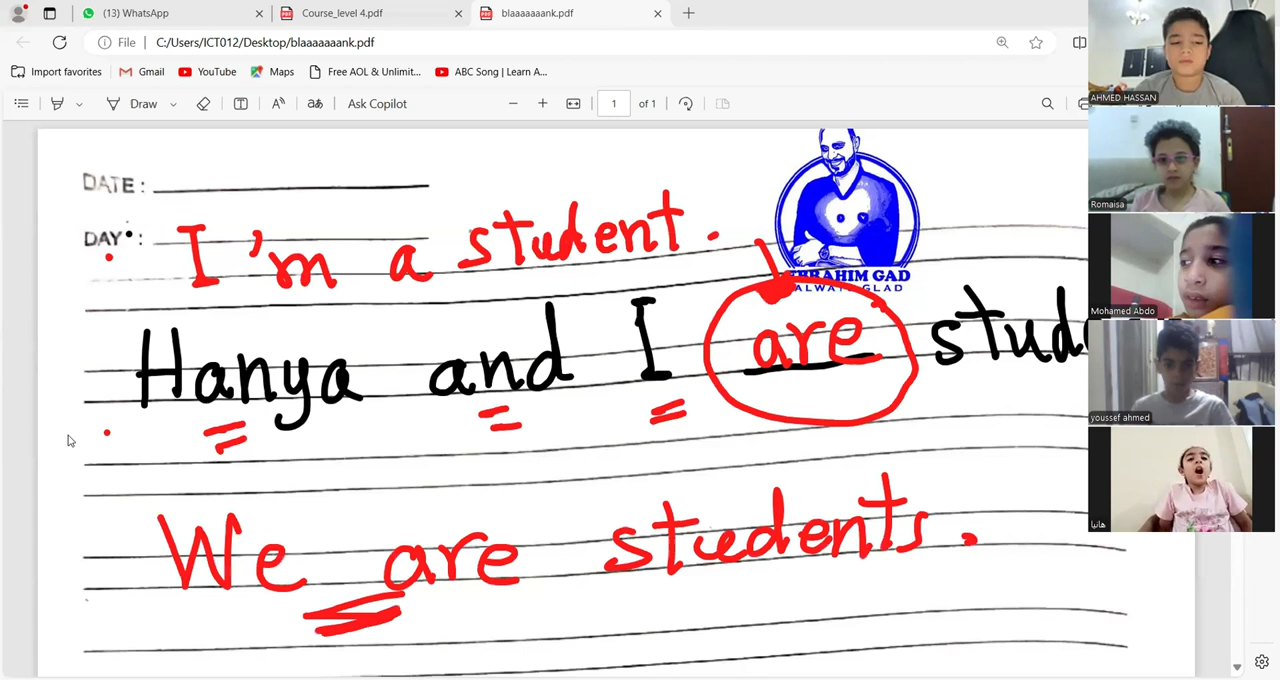 (13) WhatsApp
Course_level 4.pdf
blaaaaaaank.pdf
File
C:/Users/ICT012/Desktop/blaaaaaaank.pdf
Import favorites
Gmail
YouTube
Maps
Free AOL & Unlimit...
ABC Song | Learn A...
Draw
Ask Copilot
1 of 1
DATE:
DAY:
I'm a student.
IBRAHIM GAD
ALWAYS GLAD
Hanya and I are stud
We are students.
AHMED HASSAN
Romaisa
Mohamed Abdo
youssef ahmed
هانيا